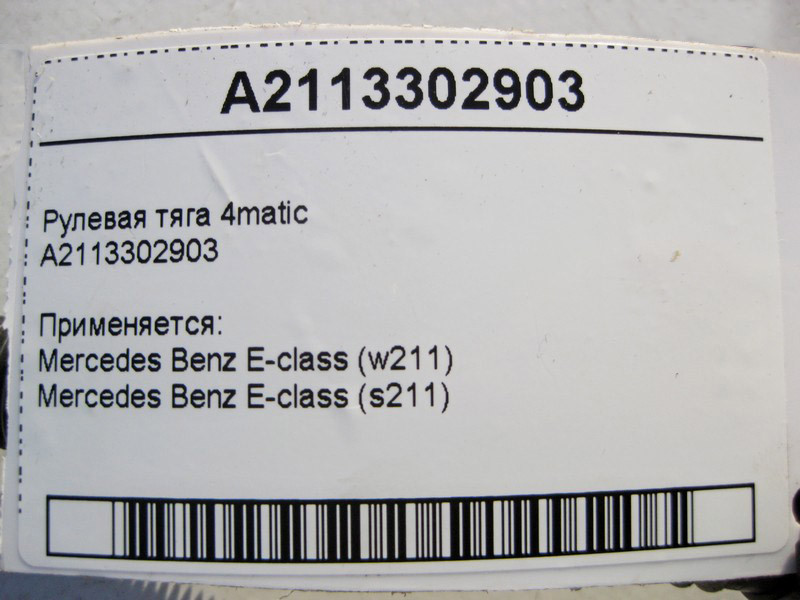 A2113302903
Рулевая тяга 4matic
A2113302903
Применяется:
Mercedes Benz E-class (w211)
Mercedes Benz E-class (s211)